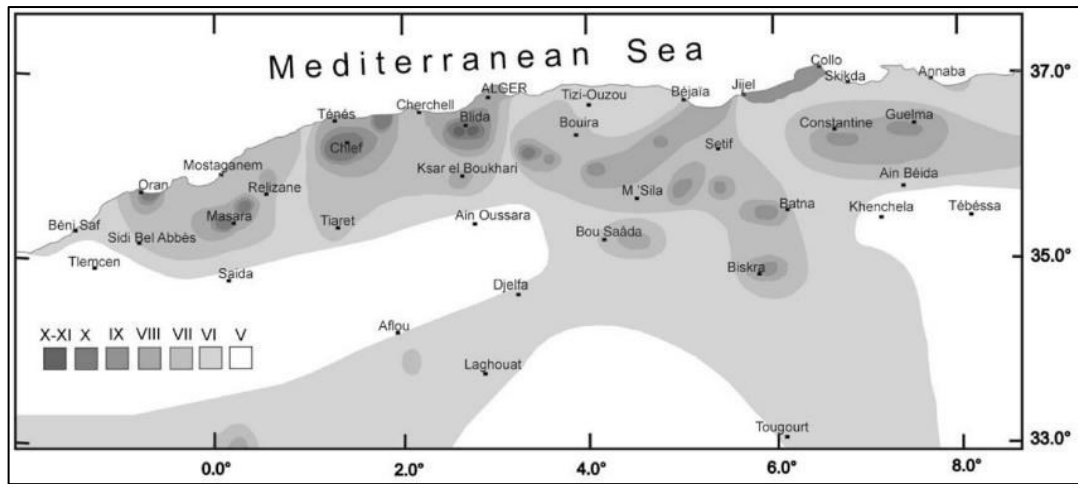 Mediterranean Sea
37.0°
Collo
Skikda
Annaba
Jijel
Béjaïa
Tizi-Ouzou
ALGER
Cherchell
Ténés
Blida
Bouira
Constantine
Guelma
Chlef
Setif
Mostaganem
Ksar el Boukhari
Ain Béida
Oran
Relizane
M 'Sila
Masara
Tiaret
Ain Oussara
Batna
Khenchela
Tébéssa
Béni Saf
Sidi Bel Abbès
Bou Saâda
35.0°
Tlemcen
Saïda
Biskra
Djelfa
Aflou
X-XI X IX VIII VII VI V
Laghouat
Tougourt
33.0°
0.0° 2.0° 4.0° 6.0° 8.0°